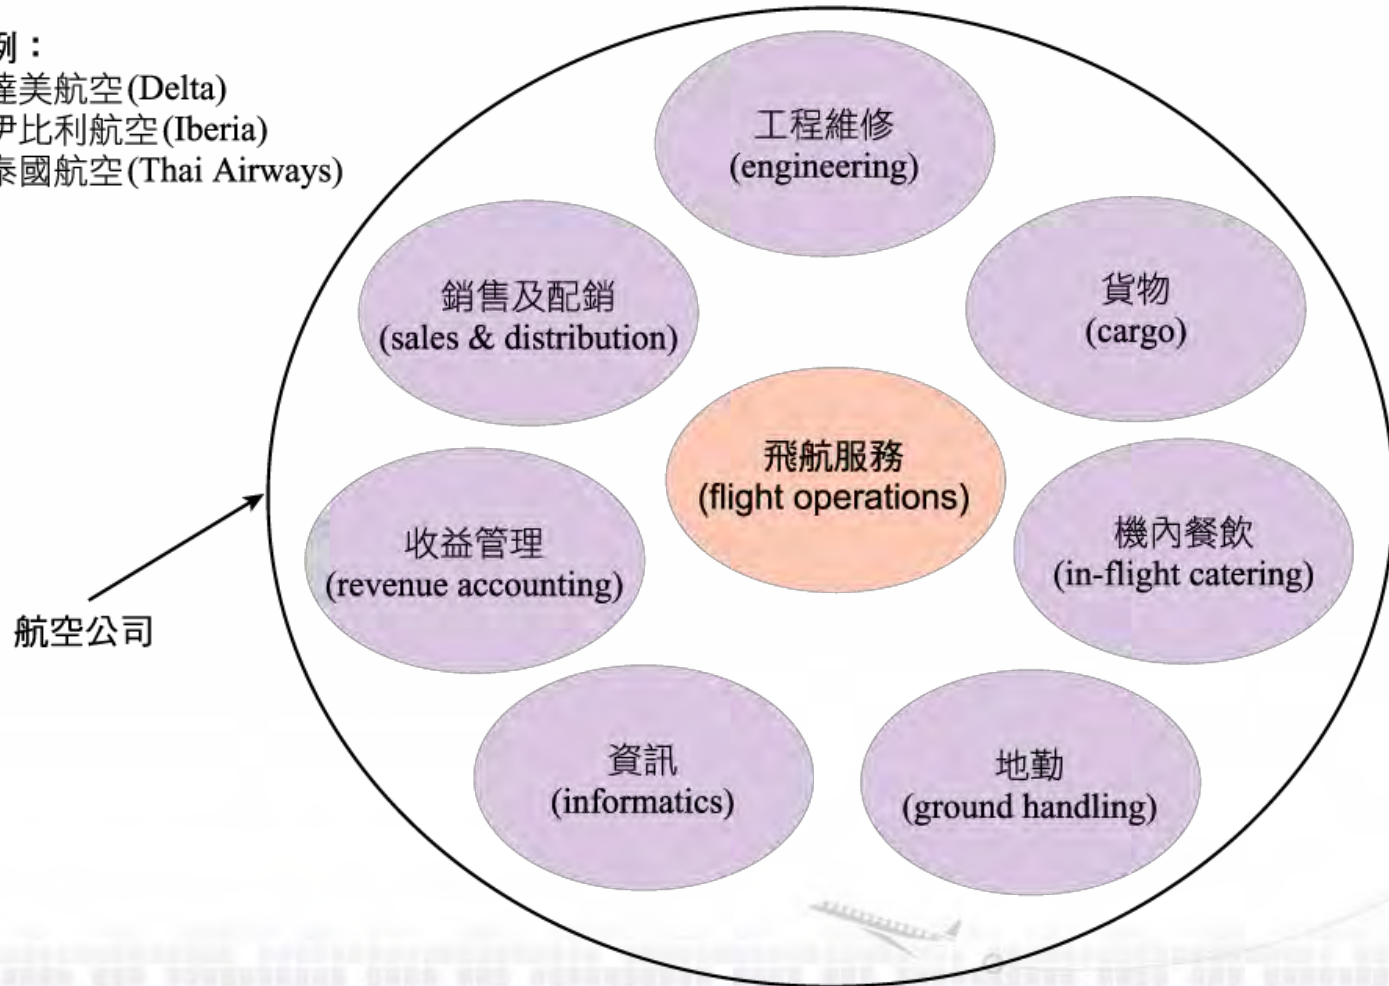 例：
達美航空(Delta)
伊比利航空(Iberia)
泰國航空(Thai Airways)
工程維修
(engineering)
銷售及配銷
(sales & distribution)
貨物
(cargo)
飛航服務
(flight operations)
收益管理
(revenue accounting)
機內餐飲
(in-flight catering)
航空公司
資訊
(informatics)
地勤
(ground handling)